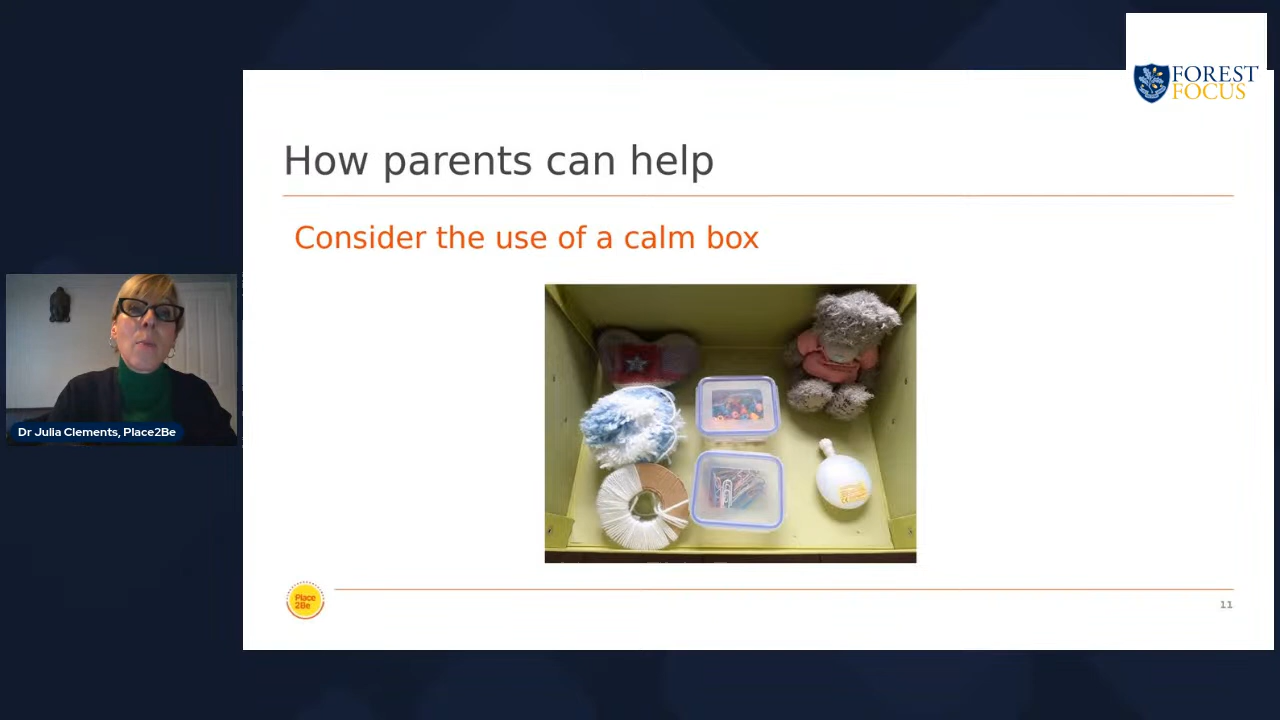 FOREST
FOCUS
How parents can help
Consider the use of a calm box
Dr Julia Clements, Place2Be
Place
2Be
11